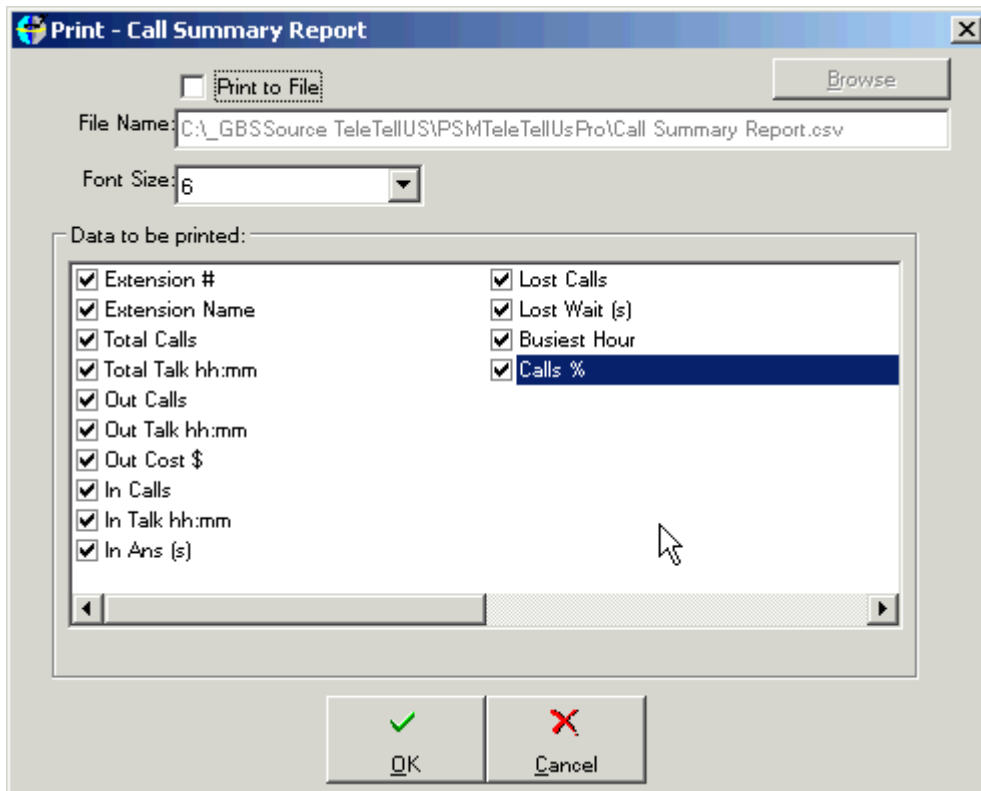 Print - Call Summary Report
Print to File
Browse
File Name:
C:\_GBSSource TeleTellUS\PSMTeleTellUsPro\Call Summary Report.csv
Font Size:
6
Data to be printed:
Extension #
Extension Name
Total Calls
Total Talk hh:mm
Out Calls
Out Talk hh:mm
Out Cost $
In Calls
In Talk hh:mm
In Ans (s)
Lost Calls
Lost Wait (s)
Busiest Hour
Calls %
OK
Cancel